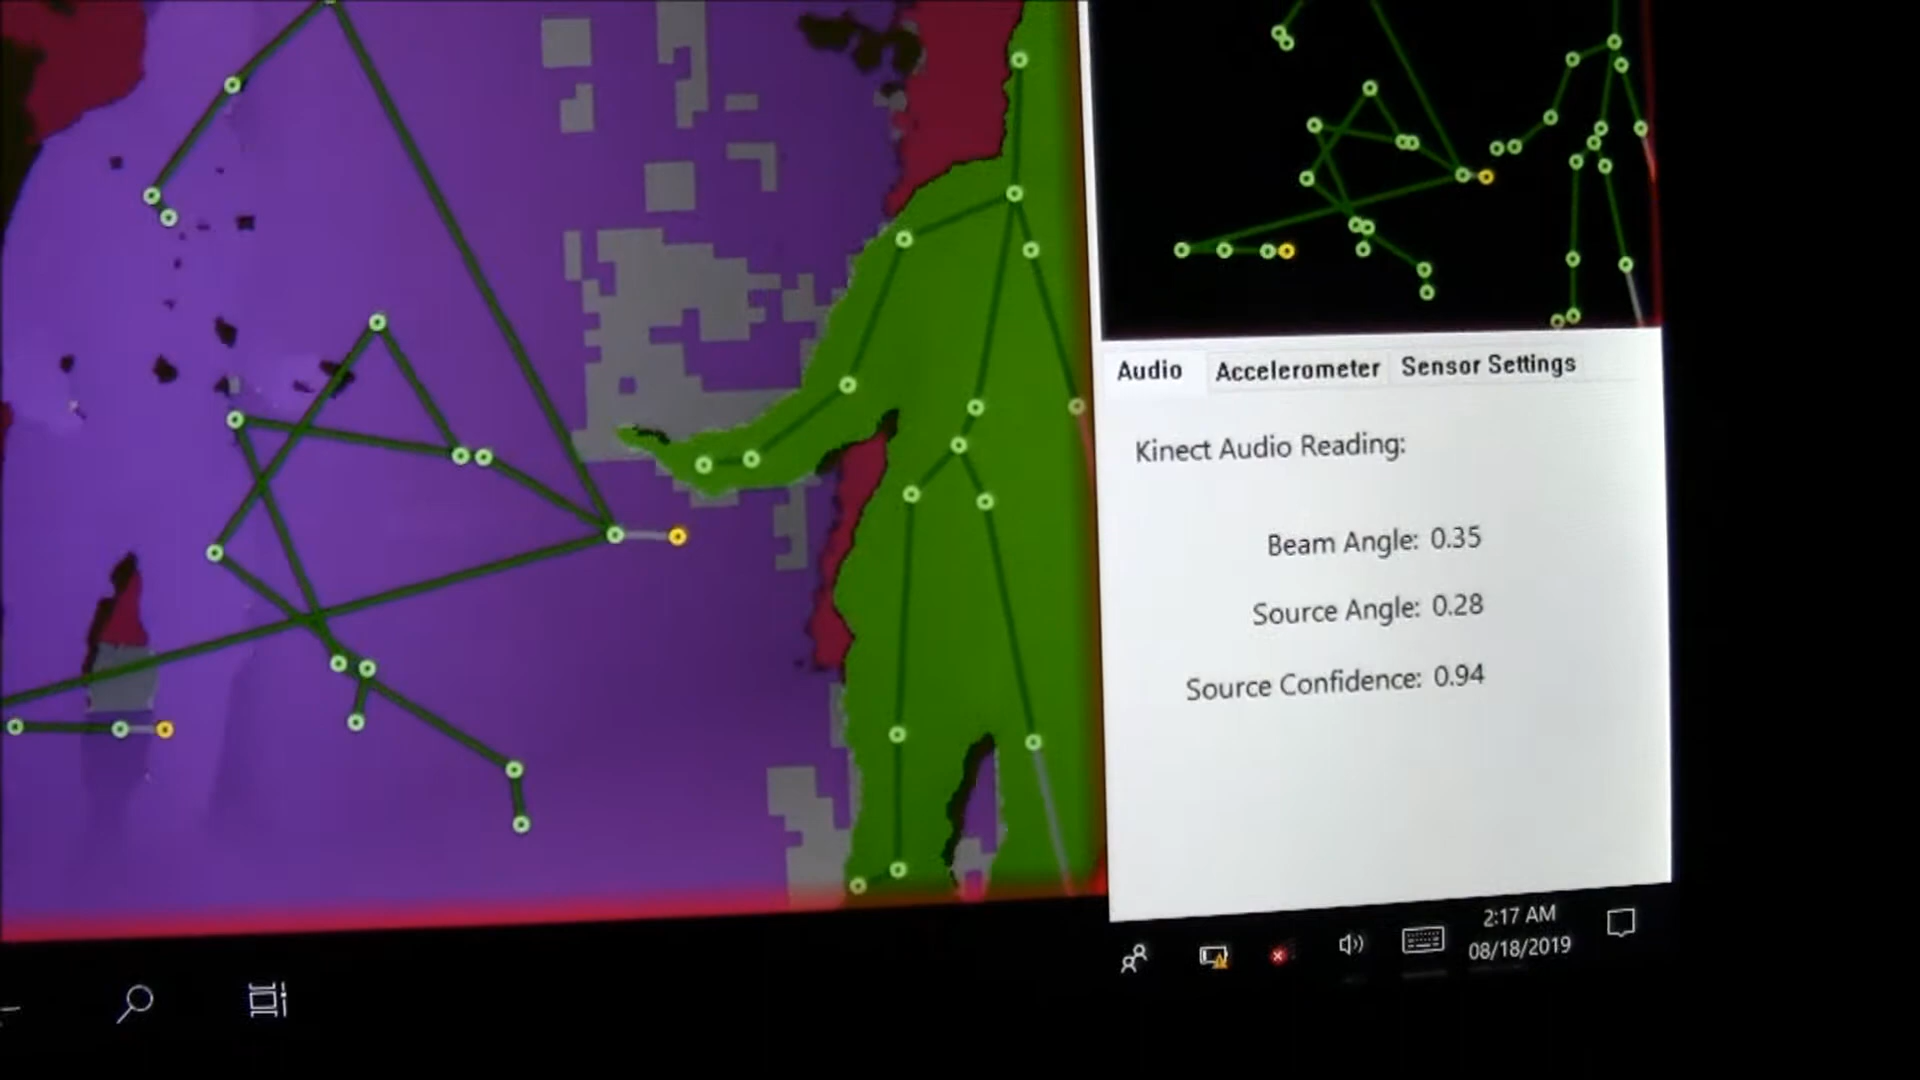 Audio Accelerometer Sensor Settings
Kinect Audio Reading:
Beam Angle: 0.35
Source Angle: 0.28
Source Confidence: 0.94
2:17 AM
08/18/2019